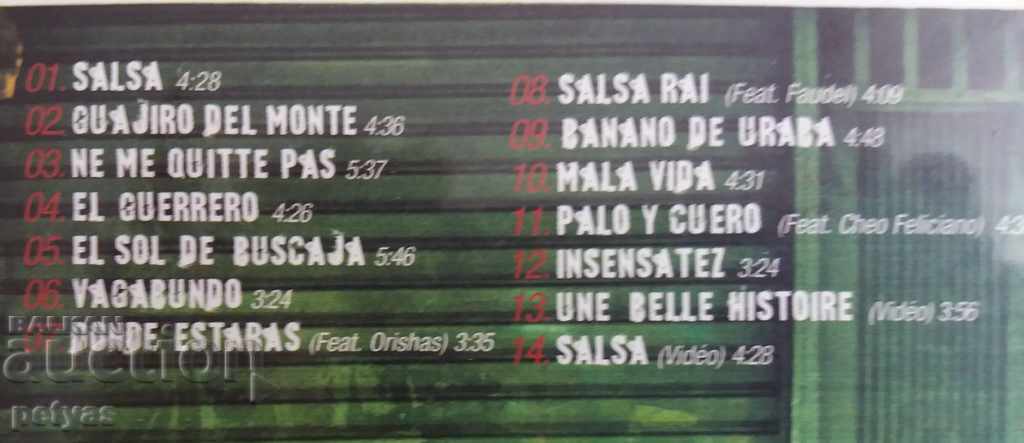 01. SALSA 4:28
02. GUAJIRO DEL MONTE 4:36
03. NE ME QUITTE PAS 5:37
04. EL GUERRERO 4:26
05. EL SOL DE BUSCAJA 5:46
06. VAGABUNDO 3:24
07. DONDE ESTARAS (Feat. Orishas) 3:35
08. SALSA RAI (Feat. Faudel) 4:09
09. BANANO DE URABA 4:48
10. MALA VIDA 4:31
11. PALO Y CUERO (Feat. Cheo Feliciano)
12. INSENSATEZ 3:24
13. UNE BELLE HISTOIRE (Vidéo) 3:56
14. SALSA (Vidéo) 4:28
BALKAN
auction
petyas